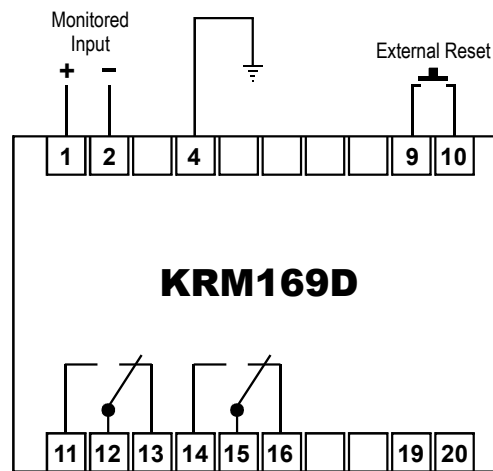 Monitored
Input
External Reset
+ −
1 2 4 9 10
KRM169D
11 12 13 14 15 16 19 20